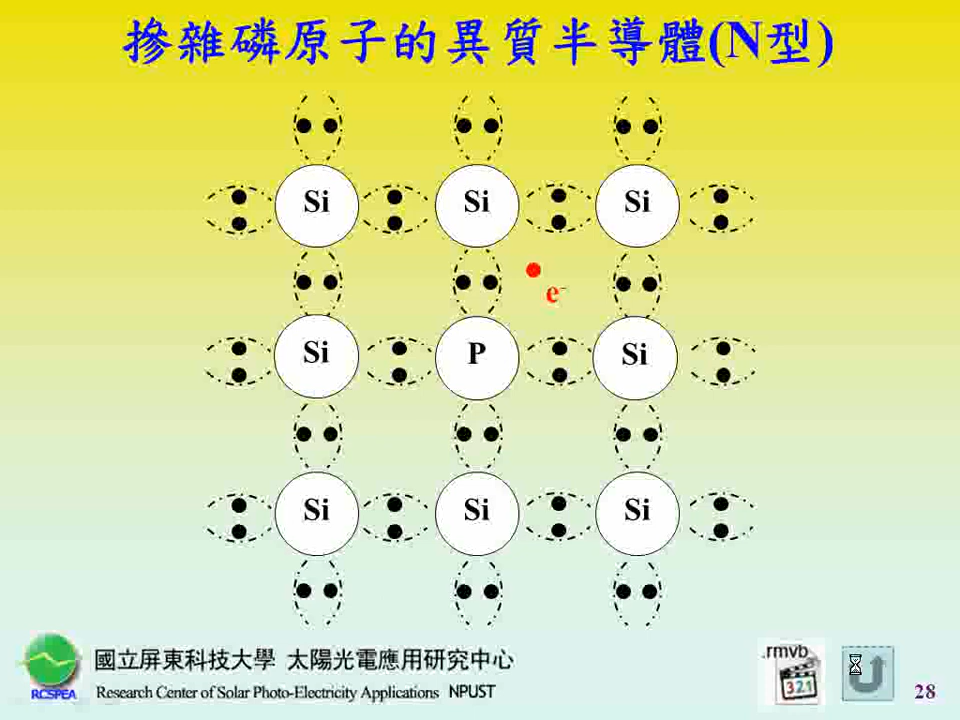 摻雜磷原子的異質半導體(N型)
Si Si Si
e-
Si P Si
Si Si Si
國立屏東科技大學 太陽光電應用研究中心
RCSPEA
Research Center of Solar Photo-Electricity Applications NPUST
.rmvb
321
28